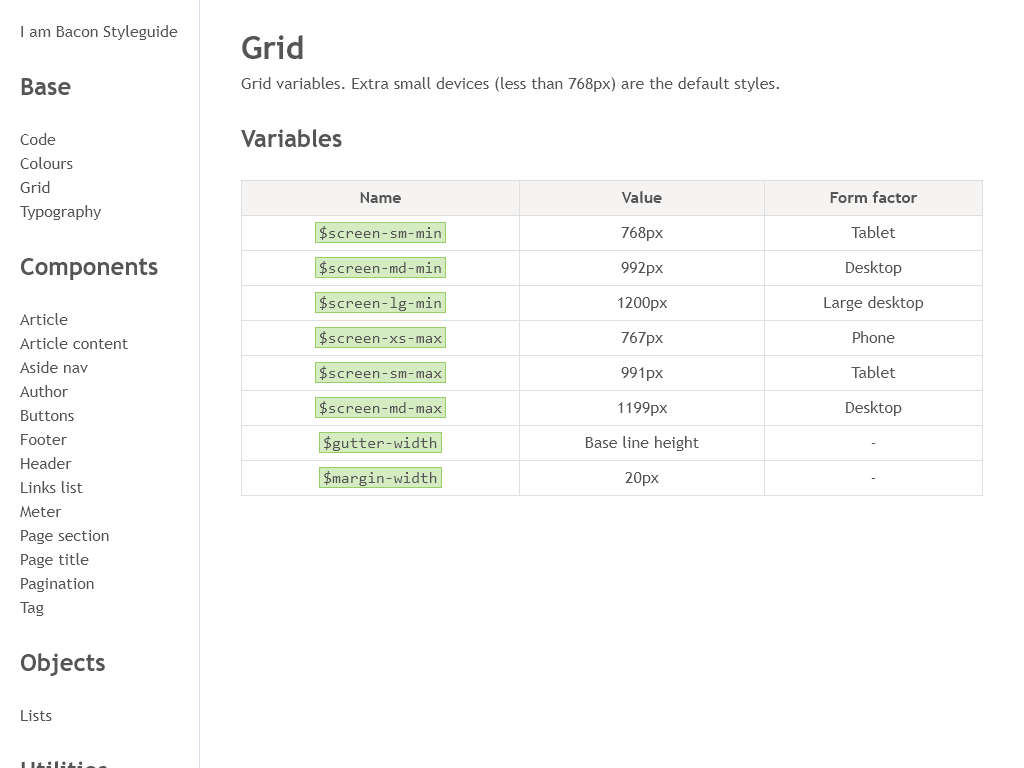 I am Bacon Styleguide
Base
Code
Colours
Grid
Typography
Components
Article
Article content
Aside nav
Author
Buttons
Footer
Header
Links list
Meter
Page section
Page title
Pagination
Tag
Objects
Lists
Utilities
Grid
Grid variables. Extra small devices (less than 768px) are the default styles.
Variables
Name Value Form factor
$screen-sm-min 768px Tablet
$screen-md-min 992px Desktop
$screen-lg-min 1200px Large desktop
$screen-xs-max 767px Phone
$screen-sm-max 991px Tablet
$screen-md-max 1199px Desktop
$gutter-width Base line height -
$margin-width 20px -